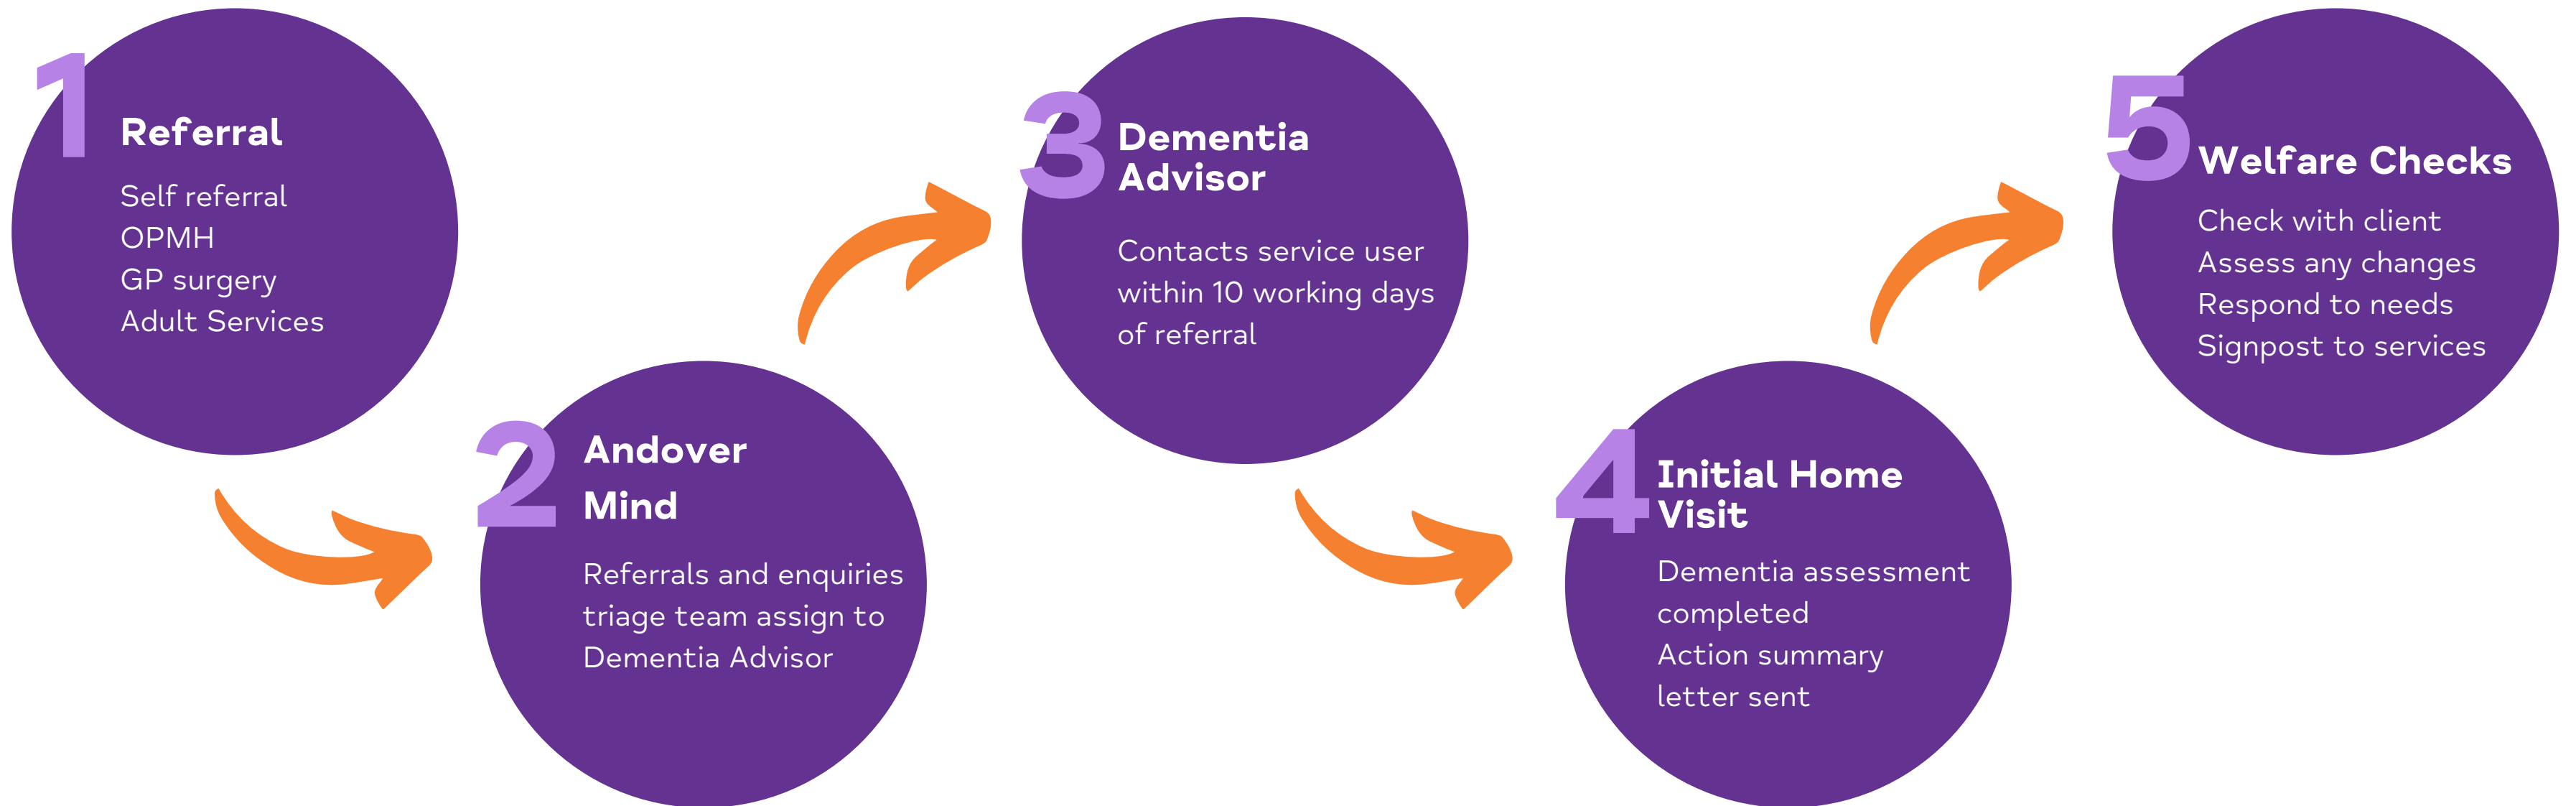 1
Referral
Self referral
OPMH
GP surgery
Adult Services
2
Andover
Mind
Referrals and enquiries
triage team assign to
Dementia Advisor
3
Dementia
Advisor
Contacts service user
within 10 working days
of referral
4
Initial Home
Visit
Dementia assessment
completed
Action summary
letter sent
5
Welfare Checks
Check with client
Assess any changes
Respond to needs
Signpost to services